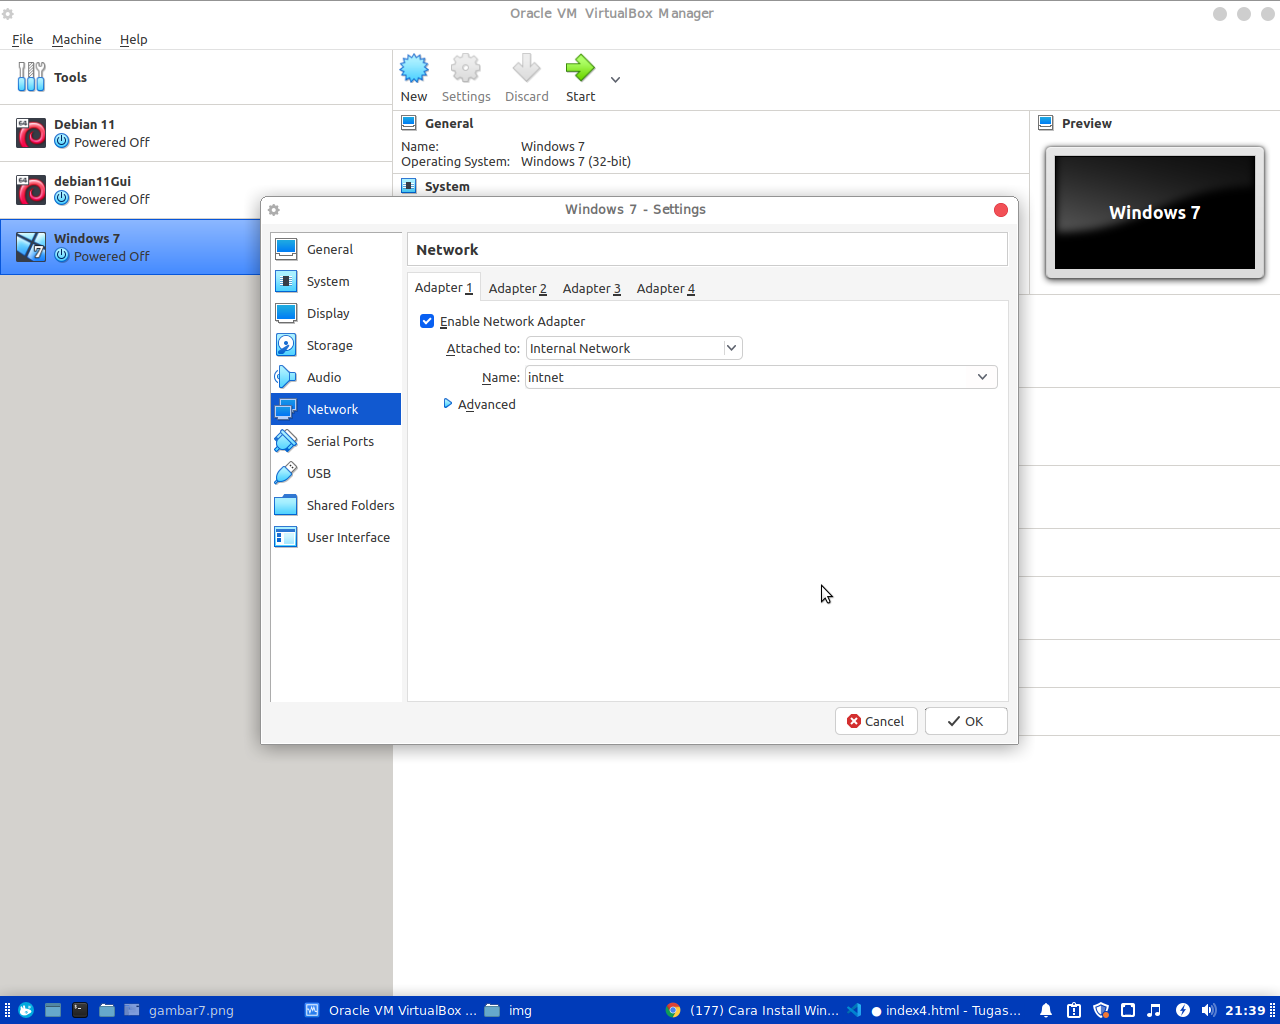 Oracle VM VirtualBox Manager
File Machine Help
Tools
New Settings Discard Start
64 Debian 11
Powered Off
64 debian11Gui
Powered Off
7 Windows 7
Powered Off
General
Name: Windows 7
Operating System: Windows 7 (32-bit)
System
Preview
Windows 7
Windows 7 - Settings
General
System
Display
Storage
Audio
Network
Serial Ports
USB
Shared Folders
User Interface
Network
Adapter 1 Adapter 2 Adapter 3 Adapter 4
Enable Network Adapter
Attached to: Internal Network
Name: intnet
Advanced
Cancel OK
gambar7.png Oracle VM VirtualBox ... img (177) Cara Install Win... ● index4.html - Tugas... 21:39